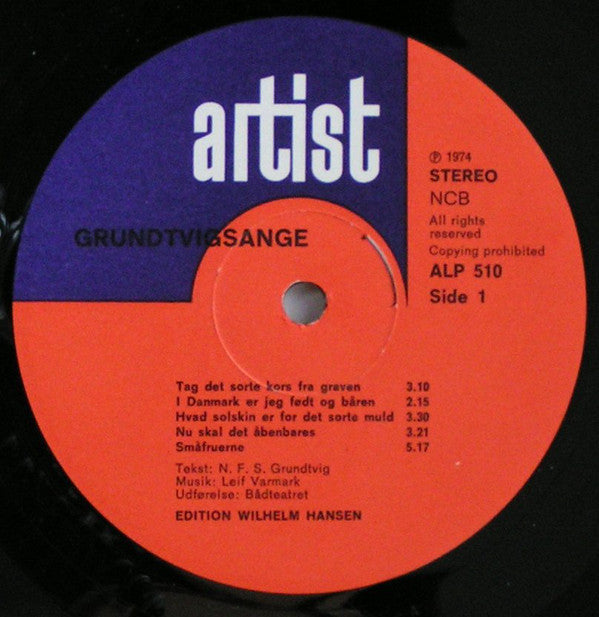 artist
GRUNDTVIGSANGE
℗ 1974
STEREO
NCB
All rights
reserved
Copying prohibited
ALP 510
Side 1
Tag det sorte kors fra graven 3.10
I Danmark er jeg født og båren 2.15
Hvad solskin er for det sorte muld 3.30
Nu skal det åbenbares 3.21
Småfruerne 5.17
Tekst: N. F. S. Grundtvig
Musik: Leif Varmark
Udførelse: Bådteatret
EDITION WILHELM HANSEN